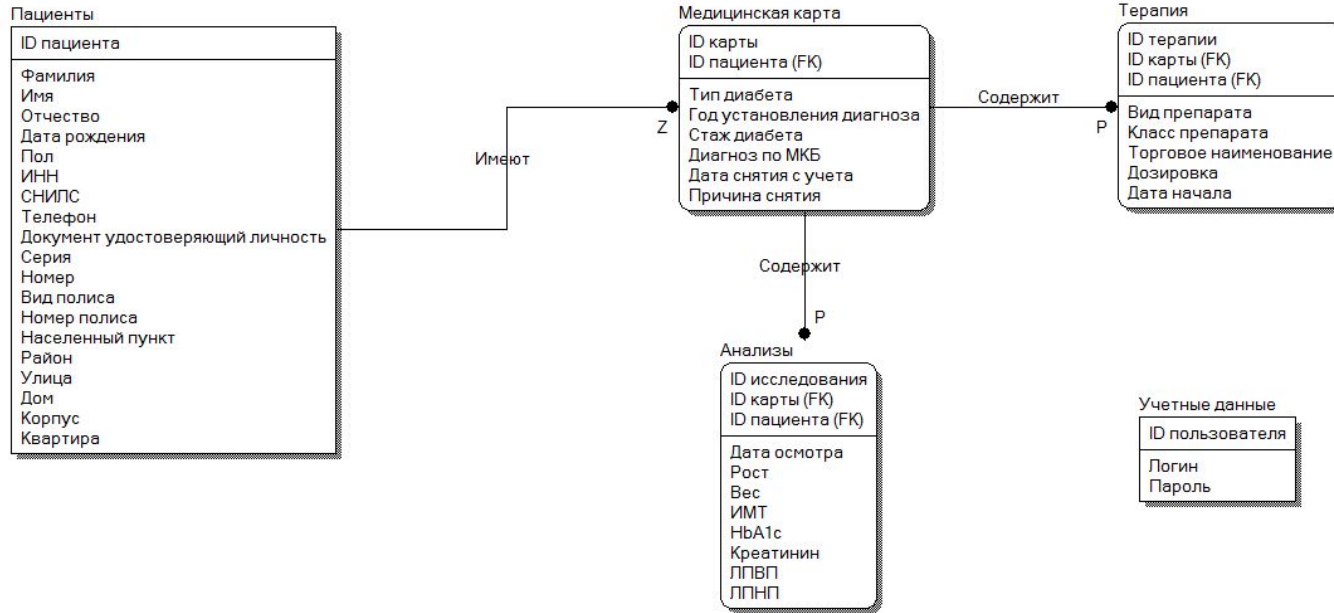 Пациенты
ID пациента
Фамилия
Имя
Отчество
Дата рождения
Пол
ИНН
СНИЛС
Телефон
Документ удостоверяющий личность
Серия
Номер
Вид полиса
Номер полиса
Населенный пункт
Район
Улица
Дом
Корпус
Квартира
Имеют
Z
Медицинская карта
ID карты
ID пациента (FK)
Тип диабета
Год установления диагноза
Стаж диабета
Диагноз по МКБ
Дата снятия с учета
Причина снятия
Содержит
P
Терапия
ID терапии
ID карты (FK)
ID пациента (FK)
Вид препарата
Класс препарата
Торговое наименование
Дозировка
Дата начала
Содержит
P
Анализы
ID исследования
ID карты (FK)
ID пациента (FK)
Дата осмотра
Рост
Вес
ИМТ
HbA1c
Креатинин
ЛПВП
ЛПНП
Учетные данные
ID пользователя
Логин
Пароль